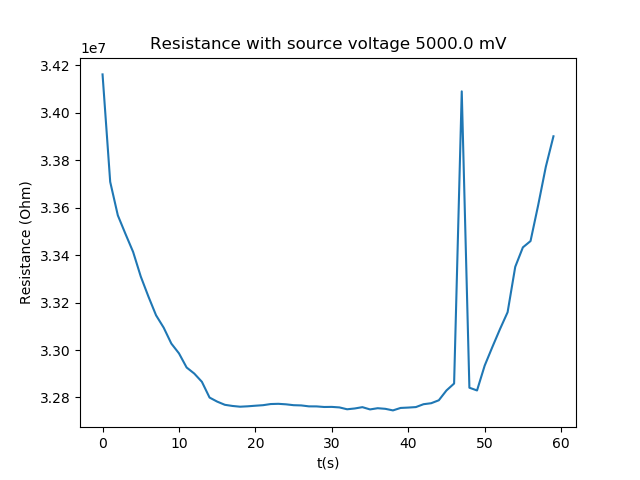 Resistance with source voltage 5000.0 mV
1e7
3.42
3.40
3.38
3.36
3.34
3.32
3.30
3.28
Resistance (Ohm)
0 10 20 30 40 50 60
t(s)